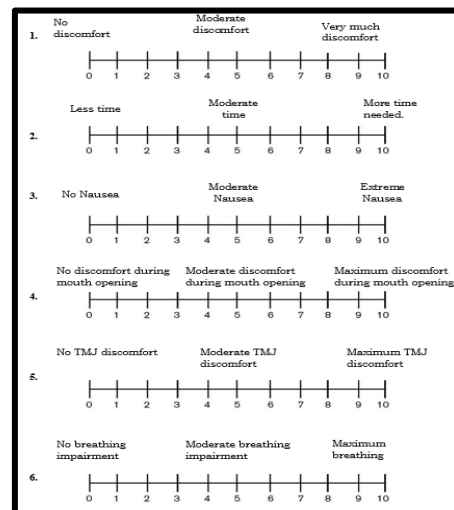 No discomfort Moderate discomfort Very much discomfort
1.
0 1 2 3 4 5 6 7 8 9 10
Less time Moderate time More time needed.
2.
0 1 2 3 4 5 6 7 8 9 10
No Nausea Moderate Nausea Extreme Nausea
3.
0 1 2 3 4 5 6 7 8 9 10
No discomfort during mouth opening Moderate discomfort during mouth opening Maximum discomfort during mouth opening
4.
0 1 2 3 4 5 6 7 8 9 10
No TMJ discomfort Moderate TMJ discomfort Maximum TMJ discomfort
5.
0 1 2 3 4 5 6 7 8 9 10
No breathing impairment Moderate breathing impairment Maximum breathing
6.
0 1 2 3 4 5 6 7 8 9 10